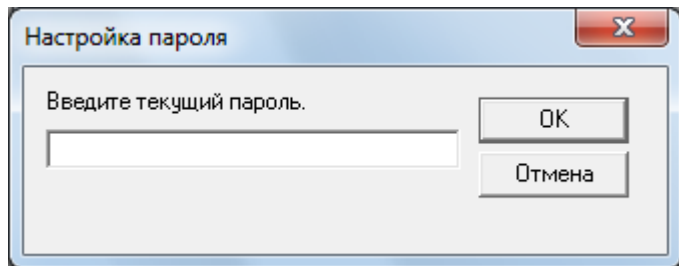 Настройка пароля
Введите текущий пароль.
OK
Отмена